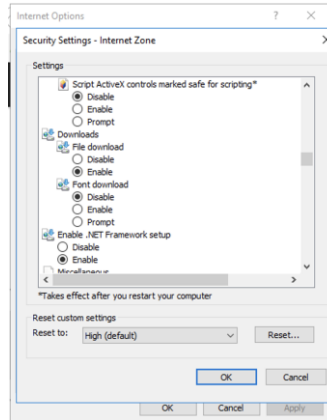 Internet Options
Security Settings - Internet Zone
Settings
Script ActiveX controls marked safe for scripting*
Disable
Enable
Prompt
Downloads
File download
Disable
Enable
Font download
Disable
Enable
Prompt
Enable .NET Framework setup
Disable
Enable
Miscellaneous
*Takes effect after you restart your computer
Reset custom settings
Reset to: High (default) Reset...
OK Cancel
OK Cancel Apply